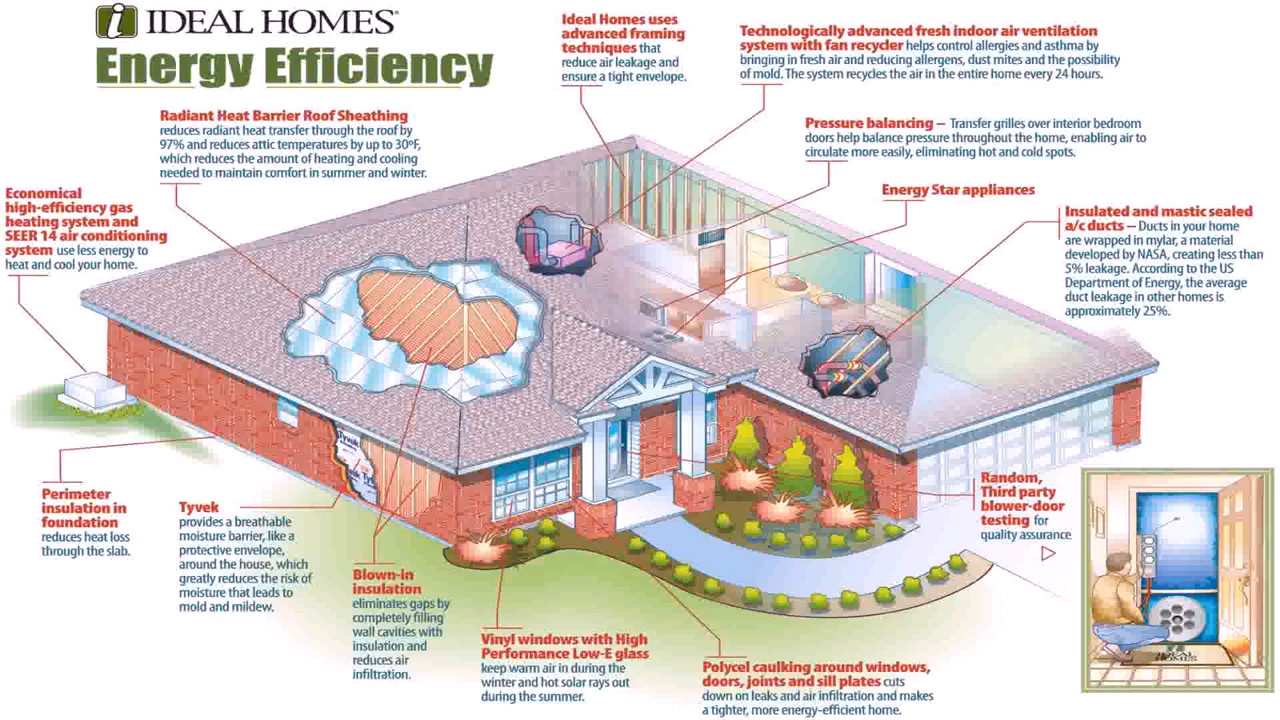 i IDEAL HOMES®
Energy Efficiency
Ideal Homes uses
advanced framing
techniques that
reduce air leakage and
ensure a tight envelope.
Technologically advanced fresh indoor air ventilation
system with fan recycler helps control allergies and asthma by
bringing in fresh air and reducing allergens, dust mites and the possibility
of mold. The system recycles the air in the entire home every 24 hours.
Radiant Heat Barrier Roof Sheathing
reduces radiant heat transfer through the roof by
97% and reduces attic temperatures by up to 30ºF,
which reduces the amount of heating and cooling
needed to maintain comfort in summer and winter.
Pressure balancing – Transfer grilles over interior bedroom
doors help balance pressure throughout the home, enabling air to
circulate more easily, eliminating hot and cold spots.
Energy Star appliances
Economical
high-efficiency gas
heating system and
SEER 14 air conditioning
system use less energy to
heat and cool your home.
Insulated and mastic sealed
a/c ducts – Ducts in your home
are wrapped in mylar, a material
developed by NASA, creating less than
5% leakage. According to the US
Department of Energy, the average
duct leakage in other homes is
approximately 25%.
Tyvek
Perimeter
insulation in
foundation
reduces heat loss
through the slab.
Tyvek
provides a breathable
moisture barrier, like a
protective envelope,
around the house, which
greatly reduces the risk of
moisture that leads to
mold and mildew.
Blown-in
insulation
eliminates gaps by
completely filling
wall cavities with
insulation and
reduces air
infiltration.
Vinyl windows with High
Performance Low-E glass
keep warm air in during the
winter and hot solar rays out
during the summer.
Polycel caulking around windows,
doors, joints and sill plates cuts
down on leaks and air infiltration and makes
a tighter, more energy-efficient home.
Random,
Third party
blower-door
testing for
quality assurance
IDEAL
HOMES